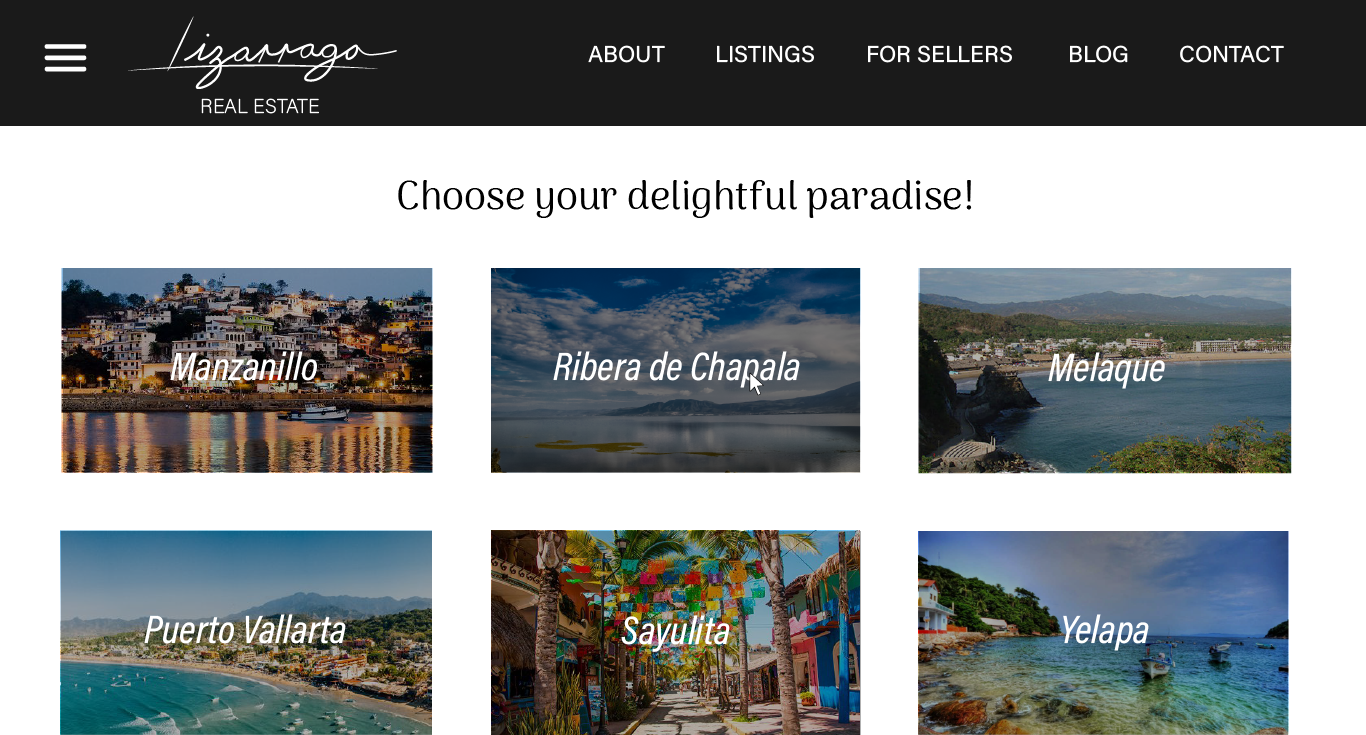 Lizarraga
REAL ESTATE
ABOUT LISTINGS FOR SELLERS BLOG CONTACT
Choose your delightful paradise!
Manzanillo
Ribera de Chapala
Melaque
Puerto Vallarta
Sayulita
Yelapa